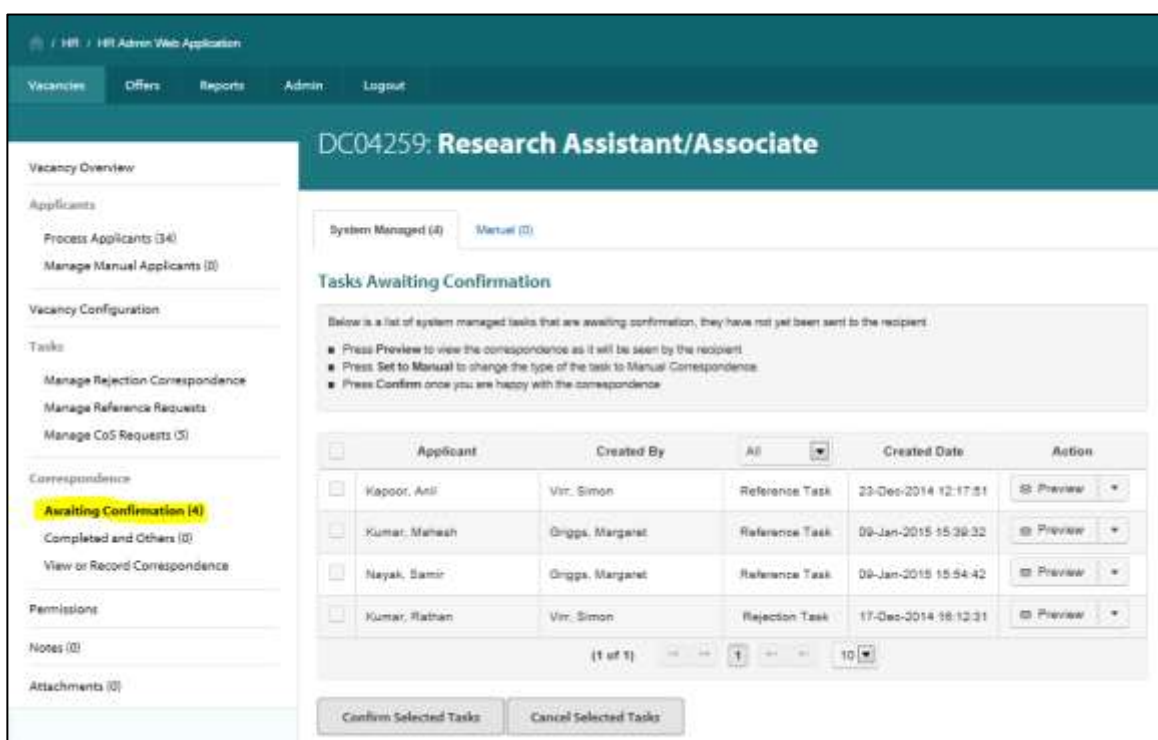 / HR / HR Admin Web Application
Vacancies Offers Reports Admin Logout
DC04259: Research Assistant/Associate
Vacancy Overview
Applicants
Process Applicants (34)
Manage Manual Applicants (0)
Vacancy Configuration
Tasks
Manage Rejection Correspondence
Manage Reference Requests
Manage CoS Requests (5)
Correspondence
Awaiting Confirmation (4)
Completed and Others (0)
View or Record Correspondence
Permissions
Notes (0)
Attachments (0)
System Managed (4) Manual (0)
Tasks Awaiting Confirmation
Below is a list of system managed tasks that are awaiting confirmation, they have not yet been sent to the recipient
Press Preview to view the correspondence as it will be seen by the recipient
Press Set to Manual to change the type of the task to Manual Correspondence
Press Confirm once you are happy with the correspondence
Applicant Created By All Created Date Action
Kapoor, Anil Virr, Simon Reference Task 23-Dec-2014 12:17:51 Preview
Kumar, Mahesh Griggs, Margaret Reference Task 09-Jan-2015 15:39:32 Preview
Nayak, Samir Griggs, Margaret Reference Task 09-Jan-2015 15:54:42 Preview
Kumar, Rathan Virr, Simon Rejection Task 17-Dec-2014 16:12:31 Preview
(1 of 1) 1 10
Confirm Selected Tasks Cancel Selected Tasks